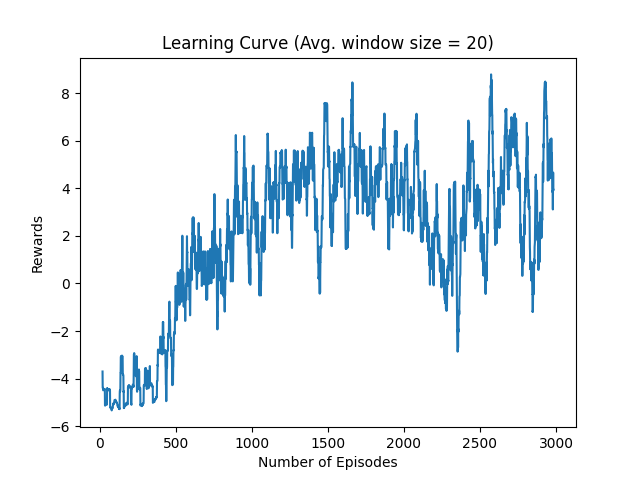 Learning Curve (Avg. window size = 20)
8
6
4
2
0
−2
−4
−6
Rewards
0 500 1000 1500 2000 2500 3000
Number of Episodes